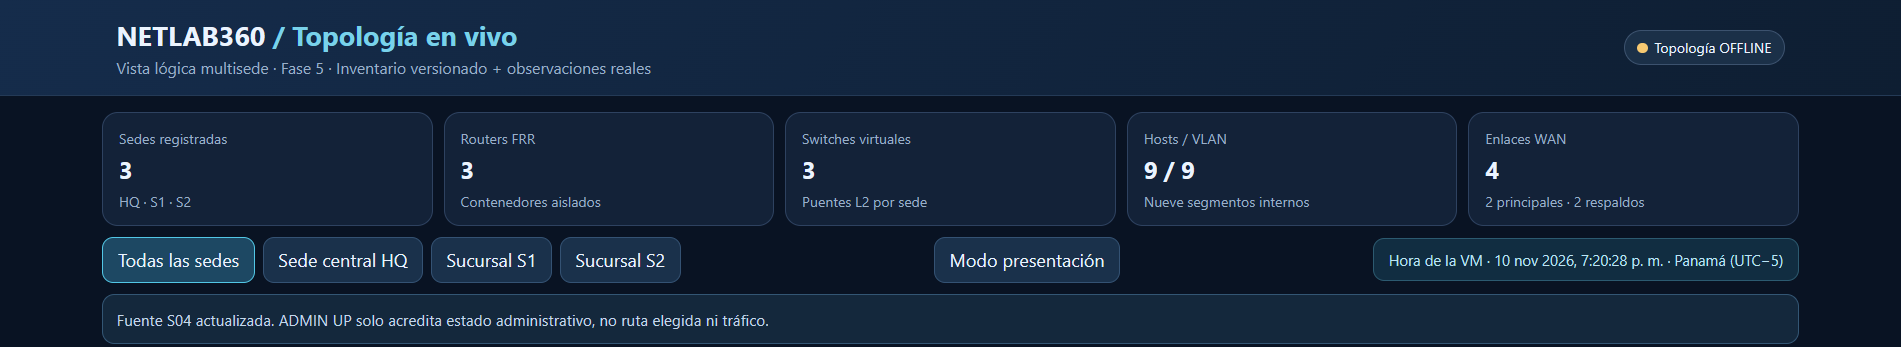 NETLAB360 / Topología en vivo
Vista lógica multisede · Fase 5 · Inventario versionado + observaciones reales
Topología OFFLINE
Sedes registradas
3
HQ · S1 · S2
Routers FRR
3
Contenedores aislados
Switches virtuales
3
Puentes L2 por sede
Hosts / VLAN
9 / 9
Nueve segmentos internos
Enlaces WAN
4
2 principales · 2 respaldos
Todas las sedes
Sede central HQ
Sucursal S1
Sucursal S2
Modo presentación
Hora de la VM · 10 nov 2026, 7:20:28 p. m. · Panamá (UTC−5)
Fuente S04 actualizada. ADMIN UP solo acredita estado administrativo, no ruta elegida ni tráfico.